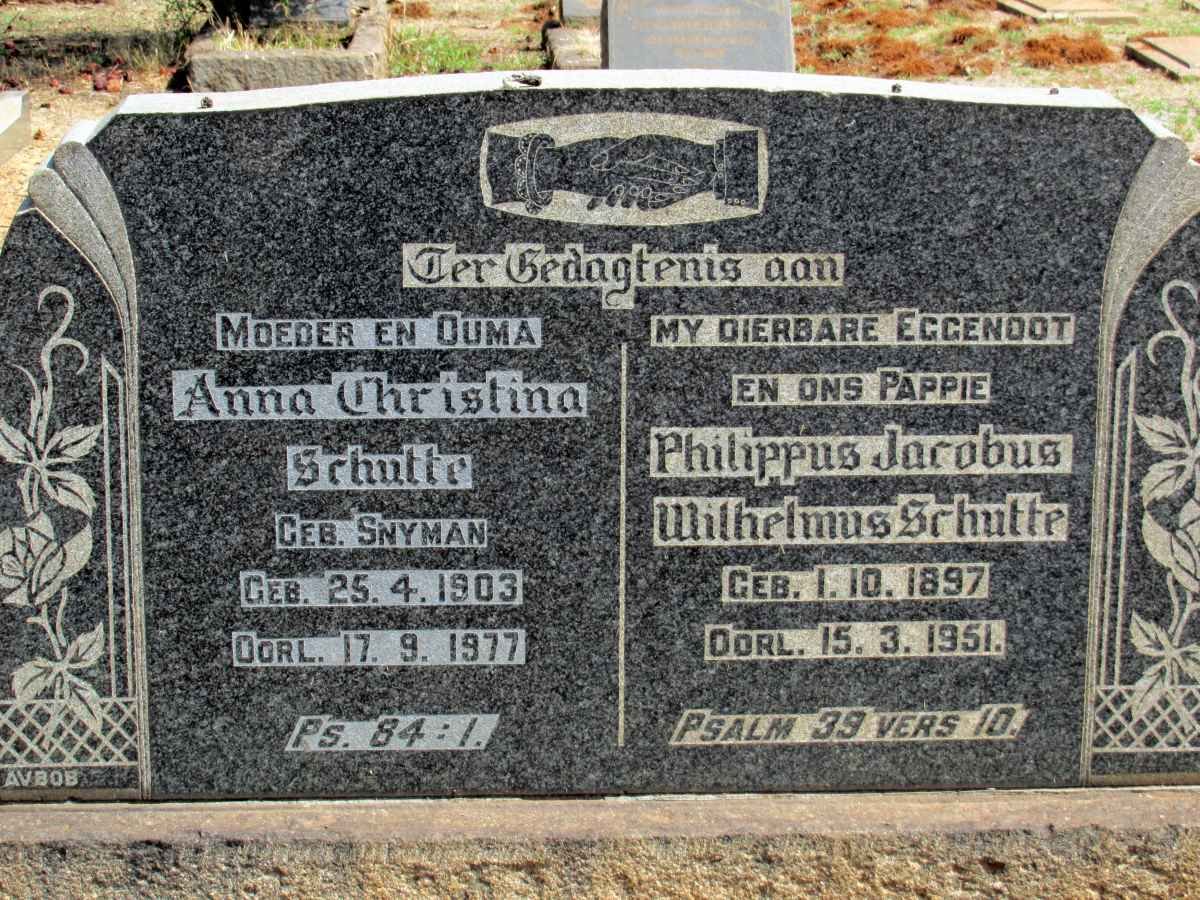 Ter Gedagtenis aan
MOEDER EN OUMA
Anna Christina
Schutte
GEB. SNYMAN
GEB. 25. 4. 1903
OORL. 17. 9. 1977
PS. 84:1.
MY DIERBARE EGGENOOT
EN ONS PAPPIE
Philippus Jacobus
Wilhelmus Schutte
GEB. 1. 10. 1897
OORL. 15. 3. 1951.
PSALM 39 VERS 10.
AVBOB